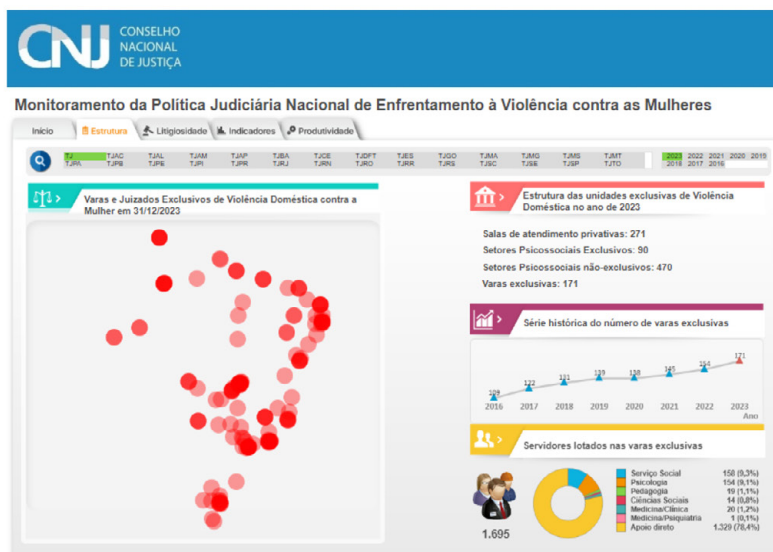 CNJ
CONSELHO
NACIONAL
DE JUSTIÇA
Monitoramento da Política Judiciária Nacional de Enfrentamento à Violência contra as Mulheres
Início Estrutura Litigiosidade Indicadores Produtividade
TJ TJAC TJAL TJAM TJAP TJBA TJCE TJDFT TJES TJGO TJMA TJMG TJMS TJMT
TJPA TJPB TJPE TJPI TJPR TJRJ TJRN TJRO TJRR TJRS TJSC TJSE TJSP TJTO
2023 2022 2021 2020 2019
2018 2017 2016
Varas e Juizados Exclusivos de Violência Doméstica contra a
Mulher em 31/12/2023
Estrutura das unidades exclusivas de Violência
Doméstica no ano de 2023
Salas de atendimento privativas: 271
Setores Psicossociais Exclusivos: 90
Setores Psicossociais não-exclusivos: 470
Varas exclusivas: 171
Série histórica do número de varas exclusivas
122 131 139 138 145 154 171
2016 2017 2018 2019 2020 2021 2022 2023
Ano
Servidores lotados nas varas exclusivas
1.695
Serviço Social 158 (9,3%)
Psicologia 154 (9,1%)
Pedagogia 19 (1,1%)
Ciências Sociais 14 (0,8%)
Medicina/Clínica 20 (1,2%)
Medicina/Psiquiatria 1 (0,1%)
Apoio direto 1.329 (78,4%)